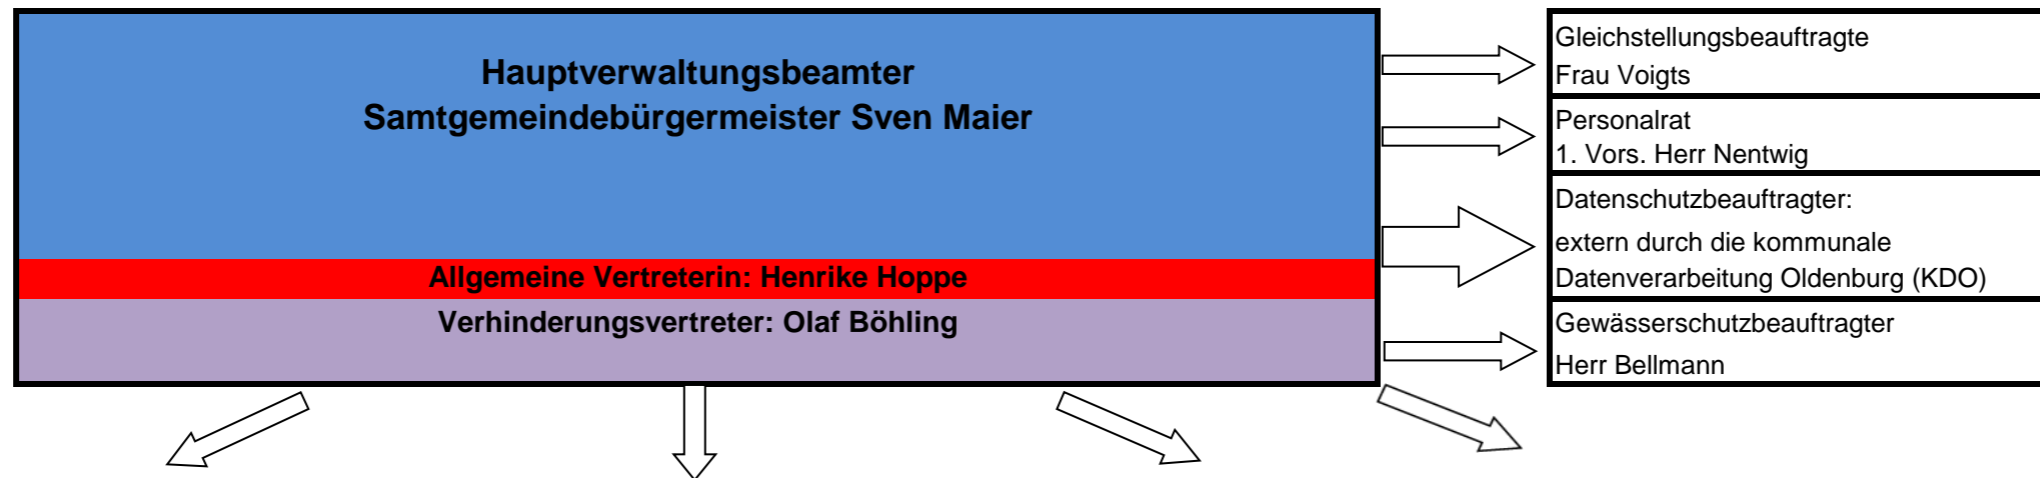 Hauptverwaltungsbeamter
Samtgemeindebürgermeister Sven Maier
Allgemeine Vertreterin: Henrike Hoppe
Verhinderungsvertreter: Olaf Böhling
Gleichstellungsbeauftragte
Frau Voigts
Personalrat
1. Vors. Herr Nentwig
Datenschutzbeauftragter:
extern durch die kommunale
Datenverarbeitung Oldenburg (KDO)
Gewässerschutzbeauftragter
Herr Bellmann